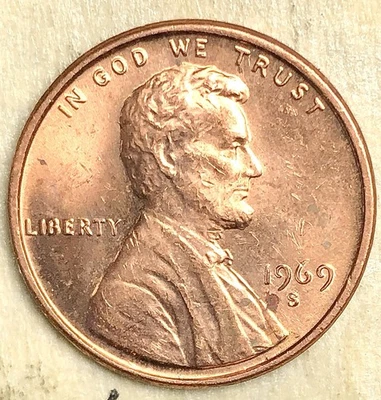 IN GOD WE TRUST
LIBERTY
1969
S